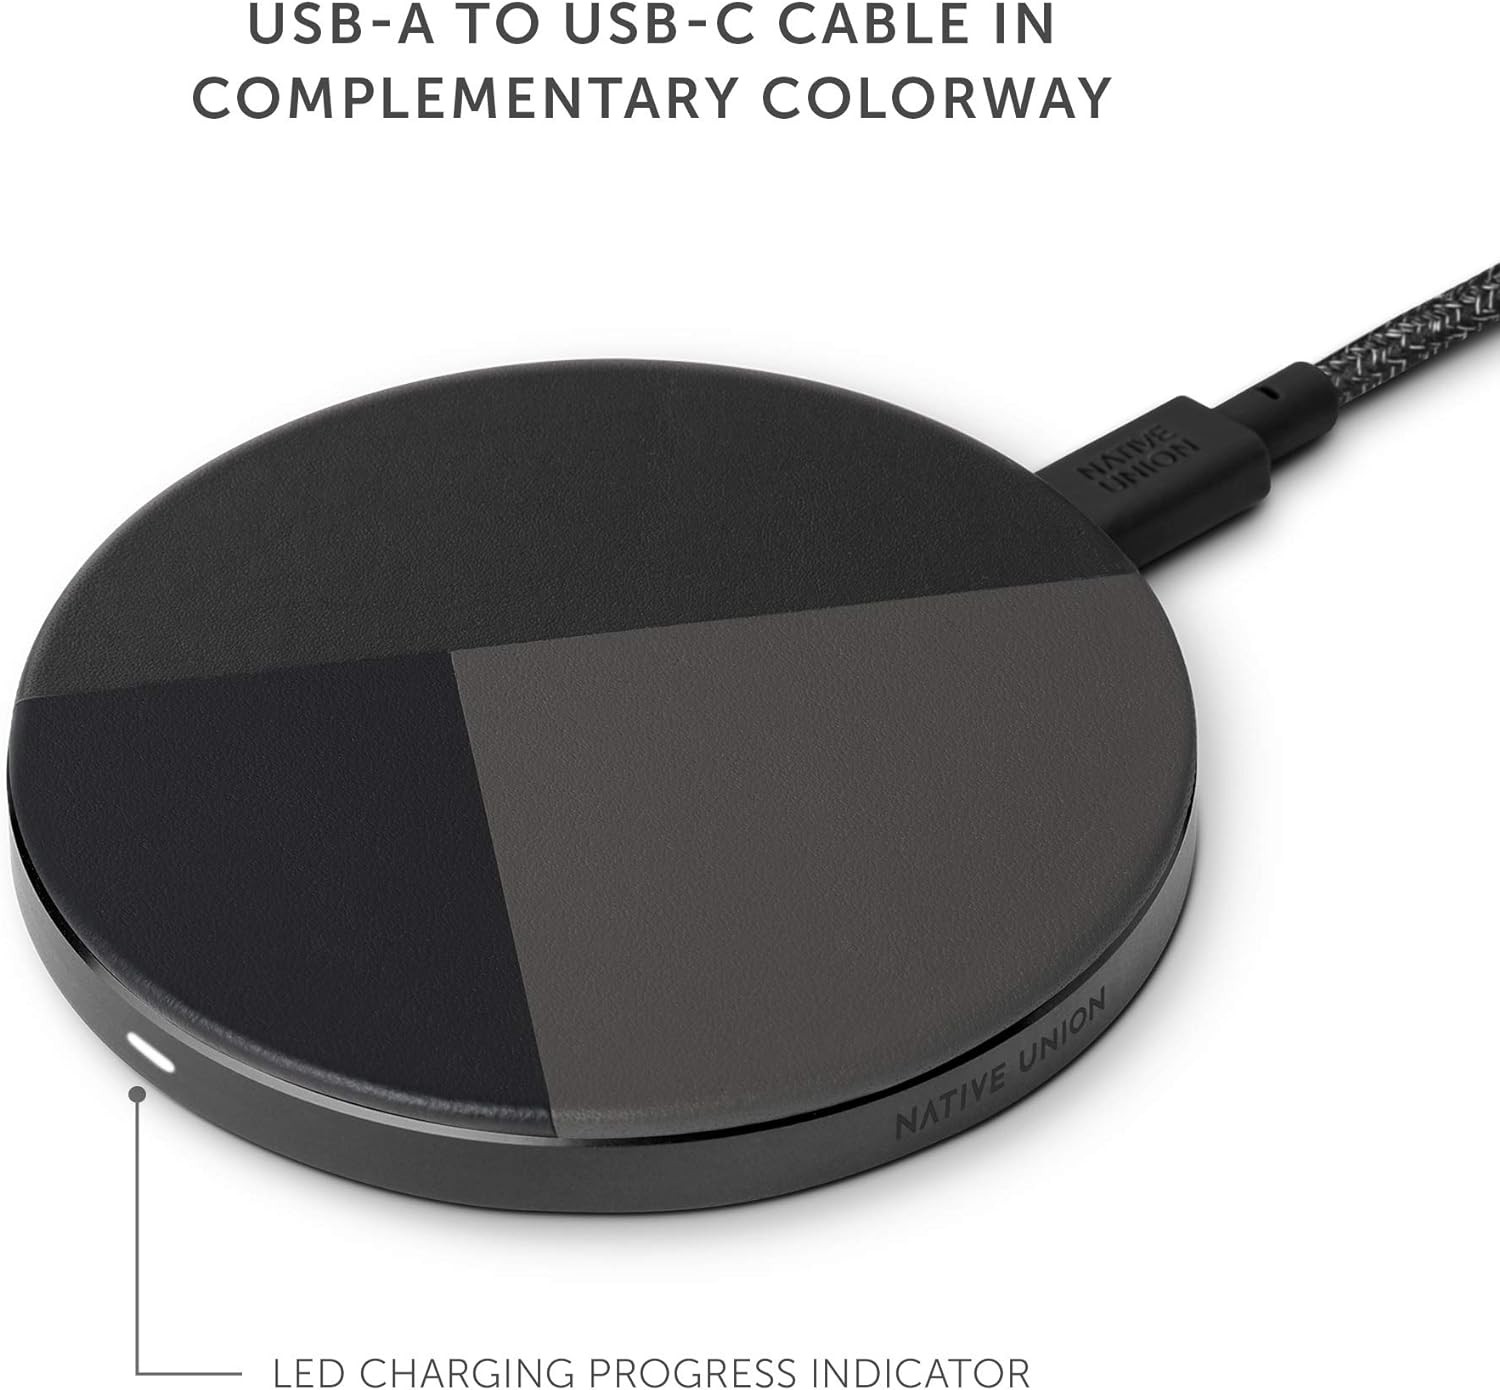 USB-A TO USB-C CABLE IN
COMPLEMENTARY COLORWAY
NATIVE
UNION
NATIVE UNION
LED CHARGING PROGRESS INDICATOR